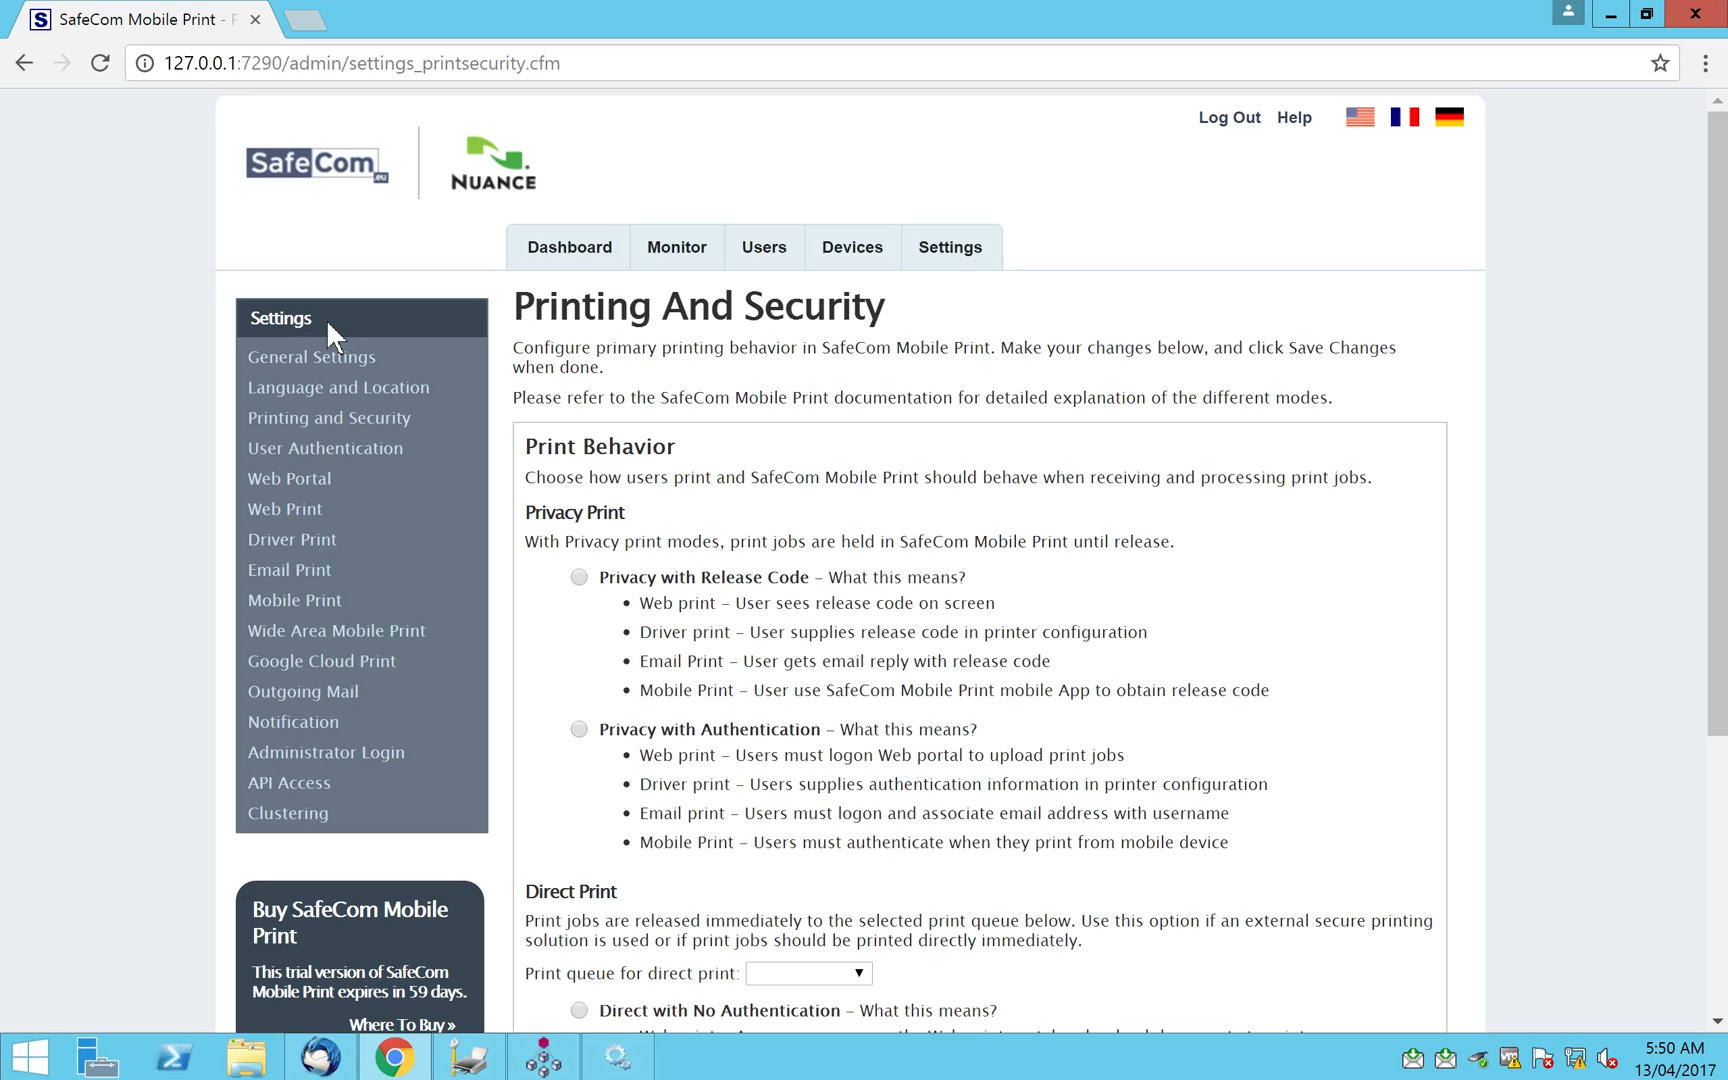 SafeCom Mobile Print - P
127.0.0.1:7290/admin/settings_printsecurity.cfm
Log Out Help
SafeCom.eu
NUANCE
Dashboard Monitor Users Devices Settings
Settings
General Settings
Language and Location
Printing and Security
User Authentication
Web Portal
Web Print
Driver Print
Email Print
Mobile Print
Wide Area Mobile Print
Google Cloud Print
Outgoing Mail
Notification
Administrator Login
API Access
Clustering
Buy SafeCom Mobile
Print
This trial version of SafeCom
Mobile Print expires in 59 days.
Where To Buy »
Printing And Security
Configure primary printing behavior in SafeCom Mobile Print. Make your changes below, and click Save Changes
when done.
Please refer to the SafeCom Mobile Print documentation for detailed explanation of the different modes.
Print Behavior
Choose how users print and SafeCom Mobile Print should behave when receiving and processing print jobs.
Privacy Print
With Privacy print modes, print jobs are held in SafeCom Mobile Print until release.
Privacy with Release Code – What this means?
• Web print – User sees release code on screen
• Driver print – User supplies release code in printer configuration
• Email Print – User gets email reply with release code
• Mobile Print – User use SafeCom Mobile Print mobile App to obtain release code
Privacy with Authentication – What this means?
• Web print – Users must logon Web portal to upload print jobs
• Driver print – Users supplies authentication information in printer configuration
• Email print – Users must logon and associate email address with username
• Mobile Print – Users must authenticate when they print from mobile device
Direct Print
Print jobs are released immediately to the selected print queue below. Use this option if an external secure printing
solution is used or if print jobs should be printed directly immediately.
Print queue for direct print:
Direct with No Authentication – What this means?
5:50 AM
13/04/2017